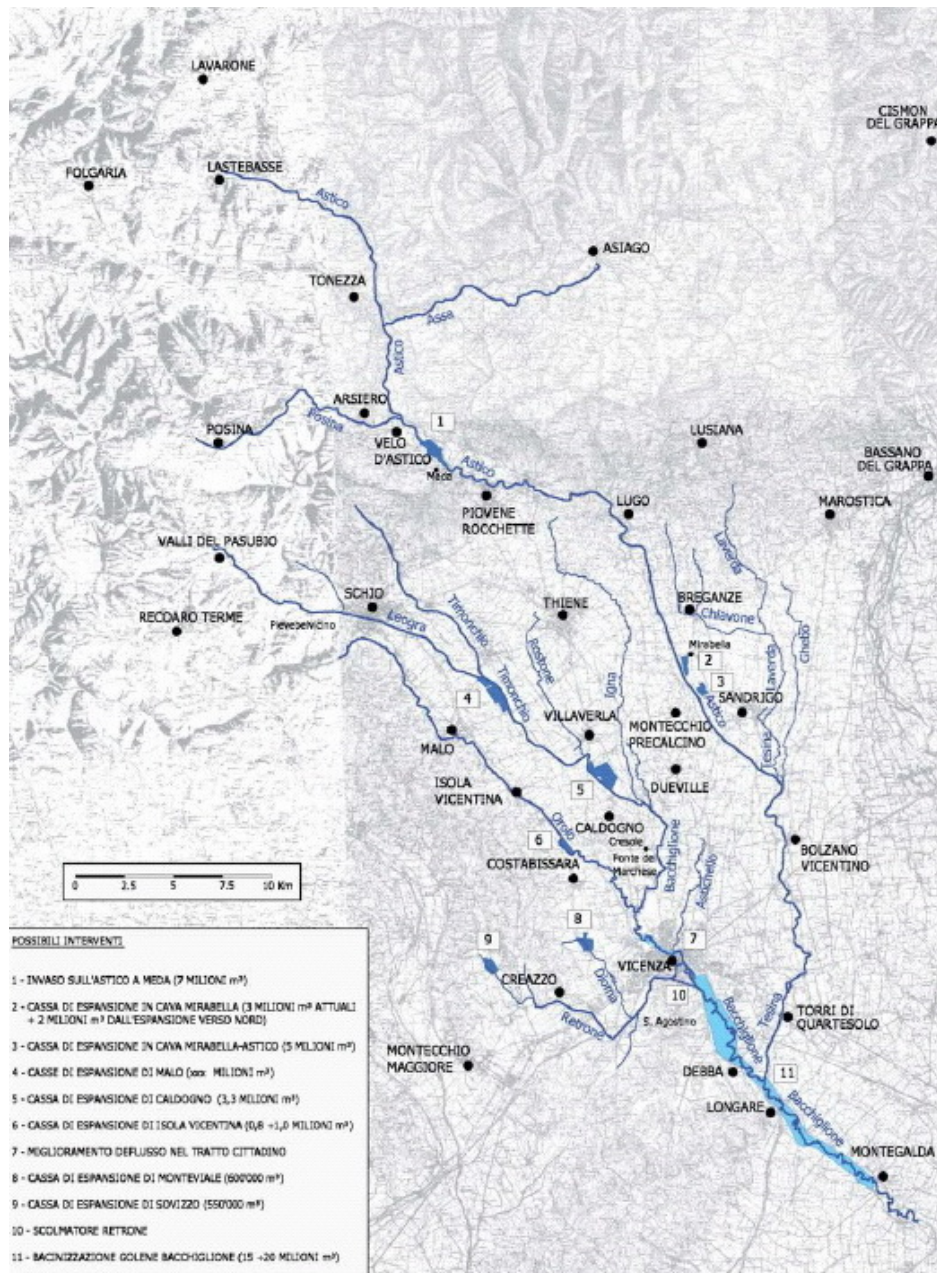 LAVARONE
CISMON
DEL GRAPPA
FOLGARIA
LASTEBASSE
Astico
ASIAGO
TONEZZA
Assa
Astico
ARSIERO
Posina
1
POSINA
VELO
D'ASTICO
LUSIANA
Astico
Meda
BASSANO
DEL GRAPPA
PIOVENE
ROCCHETTE
LUGO
MAROSTICA
VALLI DEL PASUBIO
Laverda
SCHIO
Timonchio
THIENE
BREGANZE
Chiavone
RECOARO TERME
Pievebelvicino
Leogra
Rostone
Igna
Mirabella
2
Laverda
Ghebo
3
Timonchio
4
Astico
SANDRIGO
VILLAVERLA
MONTECCHIO
PRECALCINO
MALO
Tesina
5
DUEVILLE
ISOLA
VICENTINA
Orolo
CALDOGNO
Cresole
Ponte del
Marchese
Bacchiglione
BOLZANO
VICENTINO
6
COSTABISSARA
Astichello
0 2.5 5 7.5 10 Km
8
7
9
VICENZA
CREAZZO
Dioma
10
Retrone
S. Agostino
Bacchiglione
Tesina
TORRI DI
QUARTESOLO
MONTECCHIO
MAGGIORE
DEBBA
11
LONGARE
Bacchiglione
MONTEGALDA
POSSIBILI INTERVENTI
1 - INVASO SULL'ASTICO A MEDA (7 MILIONI m³)
2 - CASSA DI ESPANSIONE IN CAVA MIRABELLA (3 MILIONI m³ ATTUALI
+ 2 MILIONI m³ DALL'ESPANSIONE VERSO NORD)
3 - CASSA DI ESPANSIONE IN CAVA MIRABELLA-ASTICO (5 MILIONI m³)
4 - CASSE DI ESPANSIONE DI MALO (xxx MILIONI m³)
5 - CASSA DI ESPANSIONE DI CALDOGNO (3,3 MILIONI m³)
6 - CASSA DI ESPANSIONE DI ISOLA VICENTINA (0,8 ÷1,0 MILIONI m³)
7 - MIGLIORAMENTO DEFLUSSO NEL TRATTO CITTADINO
8 - CASSA DI ESPANSIONE DI MONTEVIALE (600'000 m³)
9 - CASSA DI ESPANSIONE DI SOVIZZO (550'000 m³)
10 - SCOLMATORE RETRONE
11 - BACINIZZAZIONE GOLENE BACCHIGLIONE (15 ÷20 MILIONI m³)